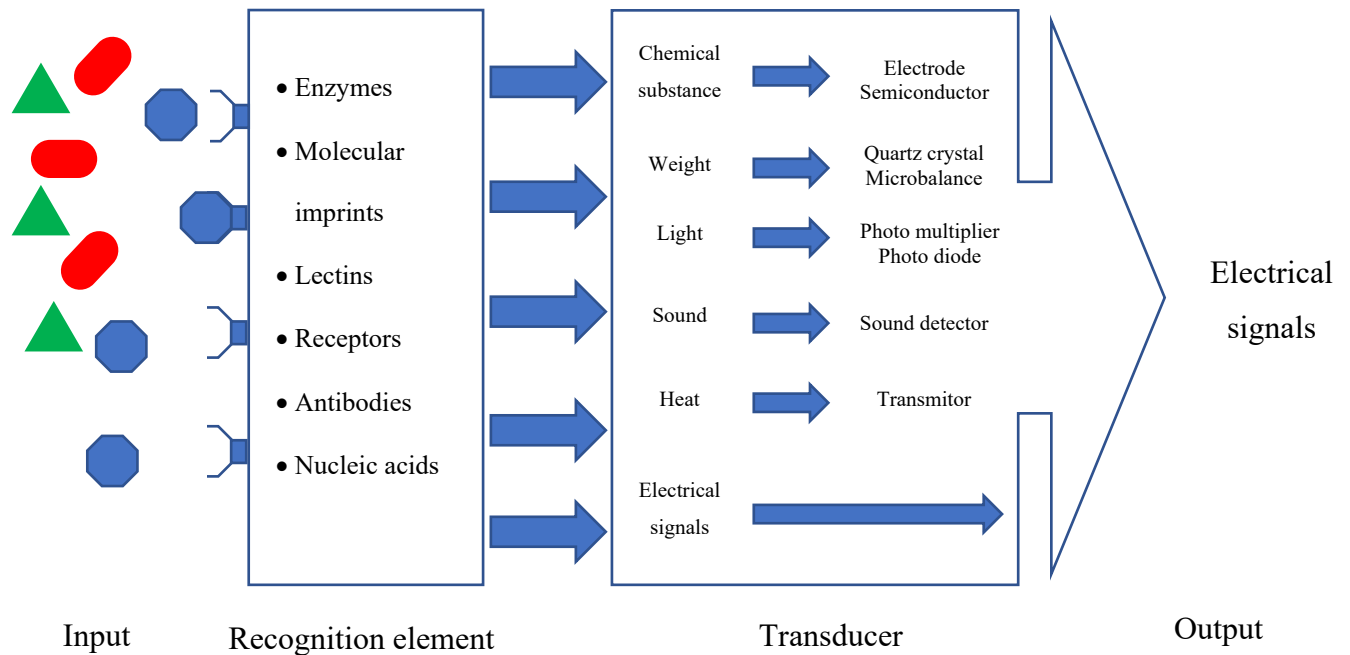 • Enzymes
• Molecular
imprints
• Lectins
• Receptors
• Antibodies
• Nucleic acids
Chemical
substance
Electrode
Semiconductor
Weight
Quartz crystal
Microbalance
Light
Photo multiplier
Photo diode
Sound
Sound detector
Heat
Transmitor
Electrical
signals
Electrical
signals
Input
Recognition element
Transducer
Output